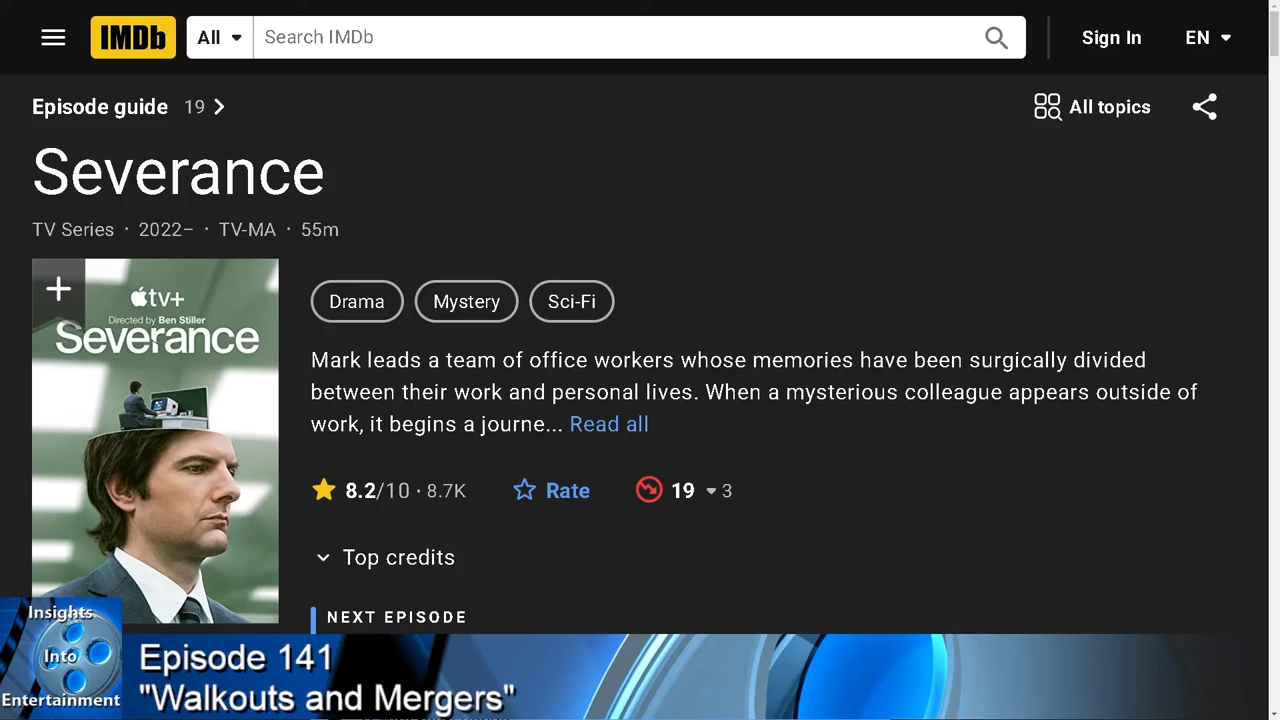 IMDb All Search IMDb Sign In EN
Episode guide 19 All topics
Severance
TV Series · 2022– · TV-MA · 55m
tv+
Directed by Ben Stiller
Severance
Drama Mystery Sci-Fi
Mark leads a team of office workers whose memories have been surgically divided
between their work and personal lives. When a mysterious colleague appears outside of
work, it begins a journe... Read all
8.2/10 · 8.7K Rate 19 3
Top credits
NEXT EPISODE
Insights
Into
Entertainment
Episode 141
"Walkouts and Mergers"